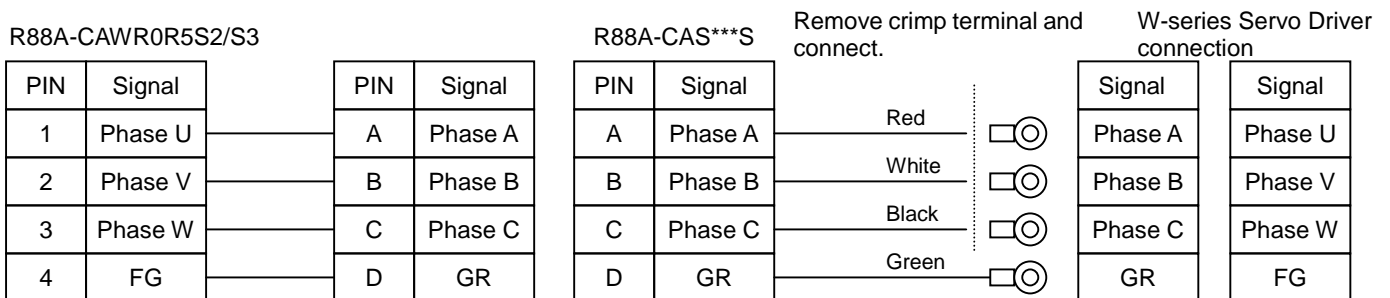 R88A-CAWR0R5S2/S3
R88A-CAS***S
Remove crimp terminal and
connect.
W-series Servo Driver
connection
PIN Signal PIN Signal PIN Signal Signal Signal
1 Phase U A Phase A A Phase A Red Phase A Phase U
2 Phase V B Phase B B Phase B White Phase B Phase V
3 Phase W C Phase C C Phase C Black Phase C Phase W
4 FG D GR D GR Green GR FG